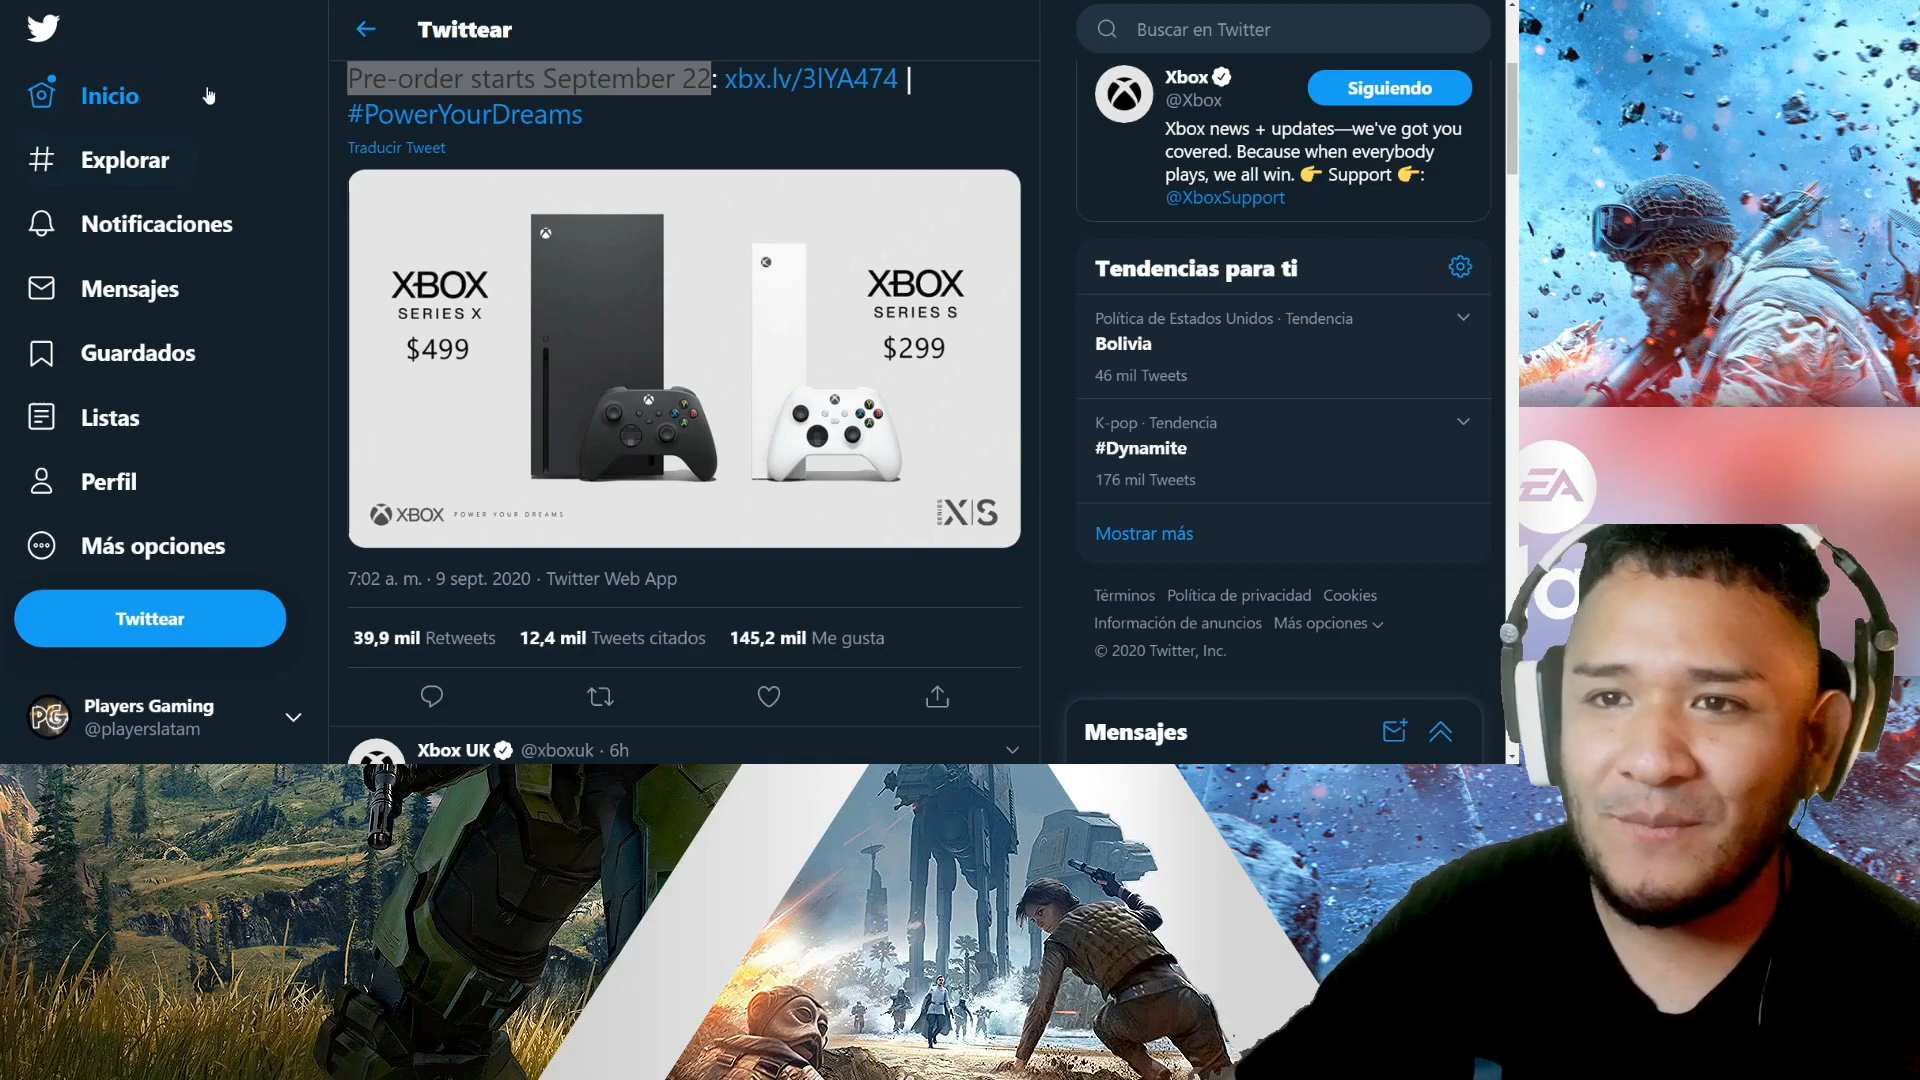 Inicio
Explorar
Notificaciones
Mensajes
Guardados
Listas
Perfil
Más opciones
Twittear
Players Gaming
@playerslatam
Twittear
Pre-order starts September 22: xbx.lv/3lYA474 |
#PowerYourDreams
Traducir Tweet
XBOX
SERIES X
$499
XBOX
SERIES S
$299
XBOX POWER YOUR DREAMS
SERIES X|S
7:02 a. m. · 9 sept. 2020 · Twitter Web App
39,9 mil Retweets 12,4 mil Tweets citados 145,2 mil Me gusta
Xbox UK @xboxuk · 6h
Buscar en Twitter
Xbox
@Xbox
Siguiendo
Xbox news + updates—we've got you
covered. Because when everybody
plays, we all win. 👉 Support 👉:
@XboxSupport
Tendencias para ti
Política de Estados Unidos · Tendencia
Bolivia
46 mil Tweets
K-pop · Tendencia
#Dynamite
176 mil Tweets
Mostrar más
Términos Política de privacidad Cookies
Información de anuncios Más opciones
© 2020 Twitter, Inc.
Mensajes
EA
PG